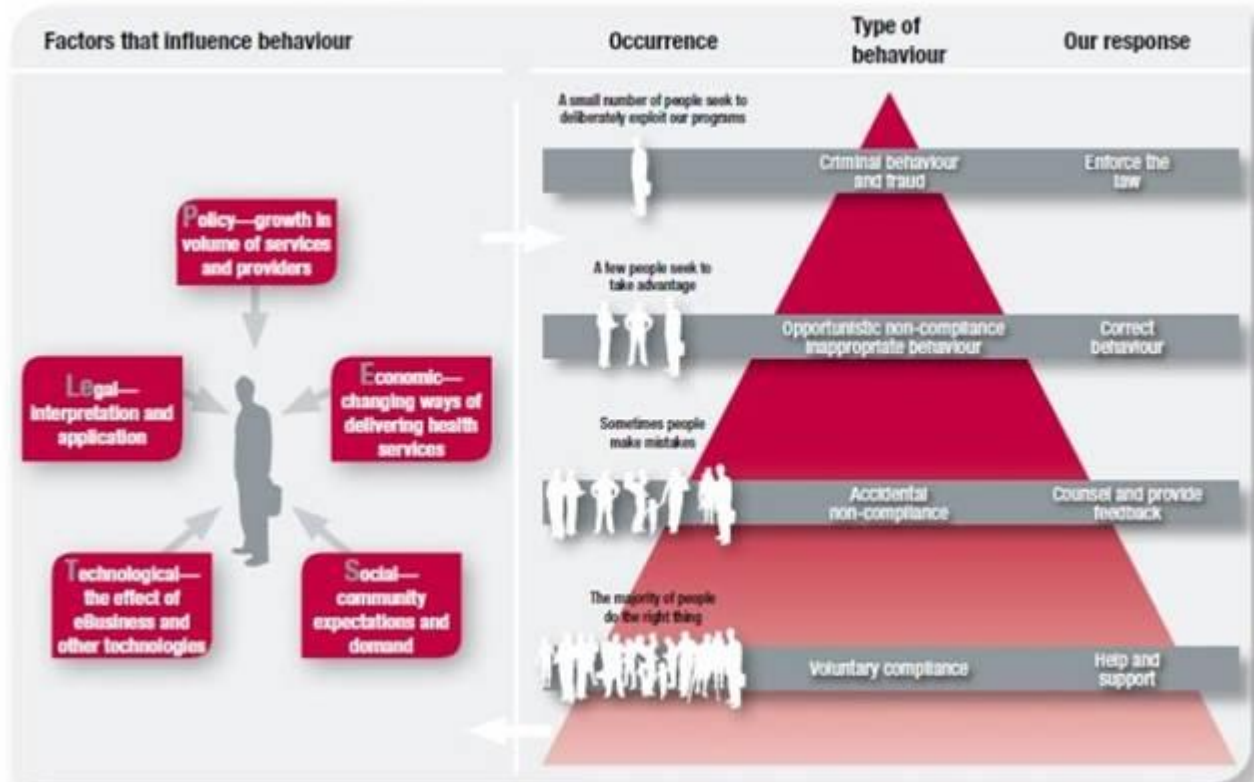 Factors that influence behaviour
Policy—growth in
volume of services
and providers
Legal—
interpretation and
application
Economic—
changing ways of
delivering health
services
Technological—
the effect of
eBusiness and
other technologies
Social—
community
expectations and
demand
Occurrence
Type of
behaviour
Our response
A small number of people seek to
deliberately exploit our programs
Criminal behaviour
and fraud
Enforce the
law
A few people seek to
take advantage
Opportunistic non-compliance
inappropriate behaviour
Correct
behaviour
Sometimes people
make mistakes
Accidental
non-compliance
Counsel and provide
feedback
The majority of people
do the right thing
Voluntary compliance
Help and
support